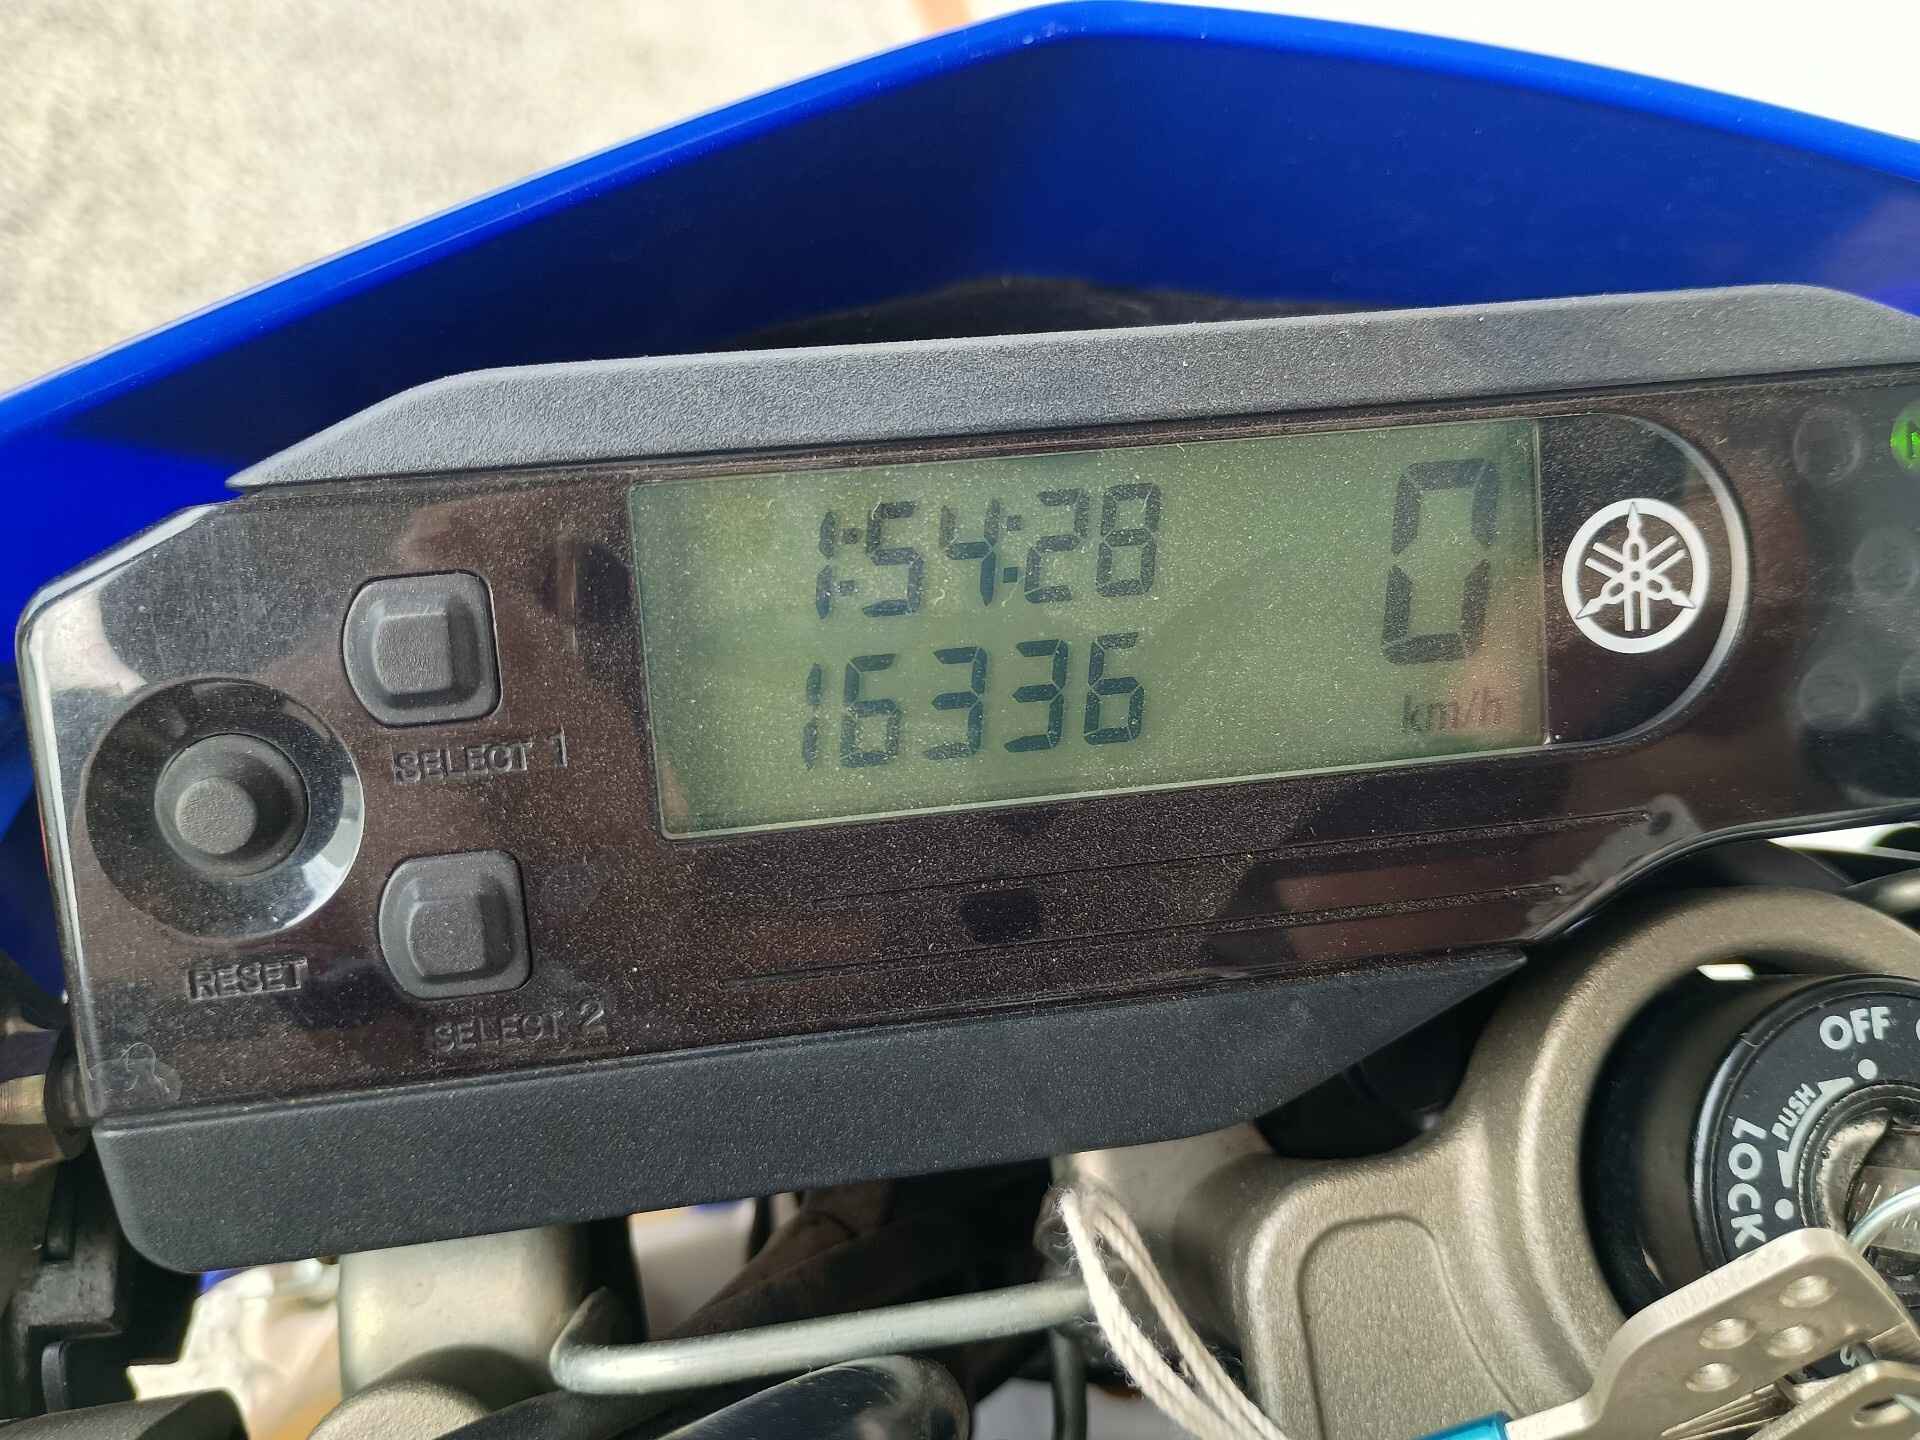 1:54:28
0
16336
km/h
SELECT 1
RESET
SELECT 2
OFF
PUSH
LOCK